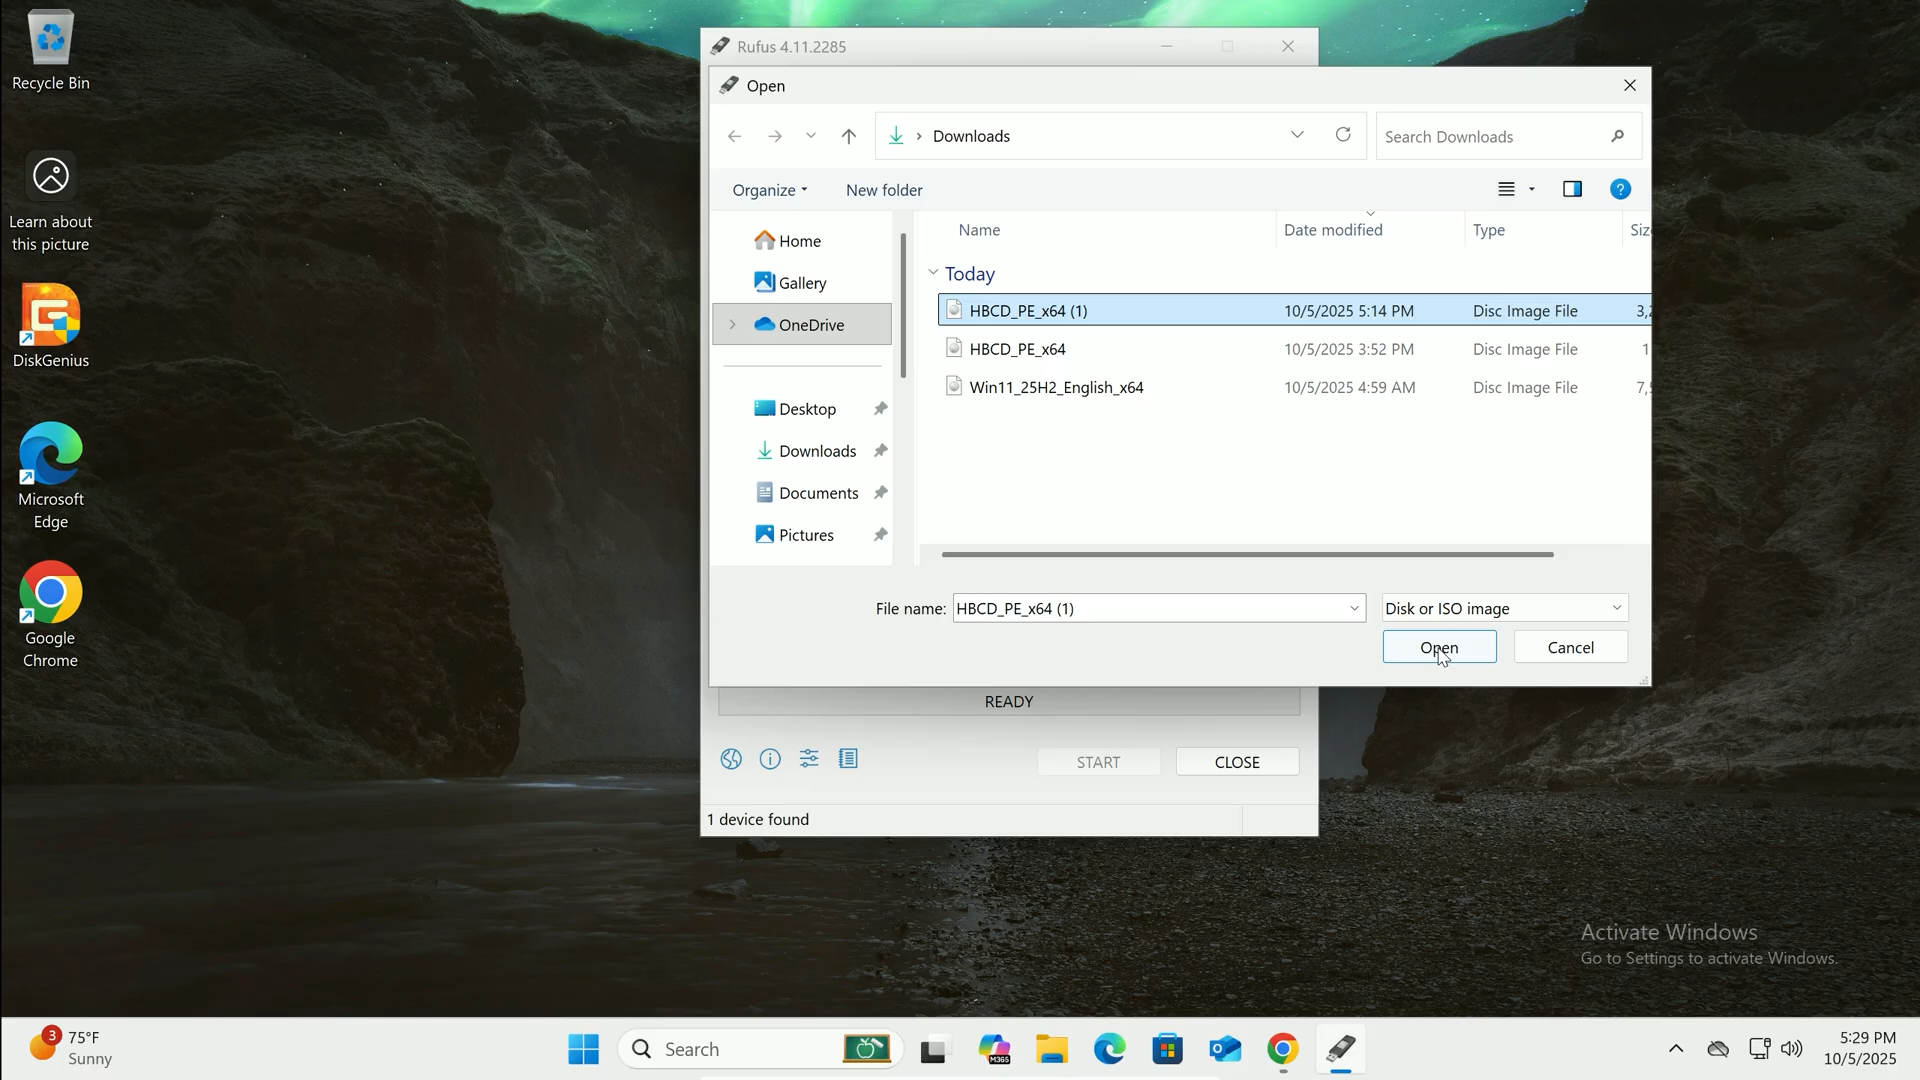 Recycle Bin
Learn about
this picture
DiskGenius
Microsoft
Edge
Google
Chrome
Rufus 4.11.2285
Open
Downloads
Search Downloads
Organize
New folder
Home
Gallery
OneDrive
Desktop
Downloads
Documents
Pictures
Name Date modified Type
Today
HBCD_PE_x64 (1) 10/5/2025 5:14 PM Disc Image File
HBCD_PE_x64 10/5/2025 3:52 PM Disc Image File
Win11_25H2_English_x64 10/5/2025 4:59 AM Disc Image File
File name: HBCD_PE_x64 (1) Disk or ISO image
Open Cancel
READY
START CLOSE
1 device found
Activate Windows
Go to Settings to activate Windows.
3
75°F
Sunny
Search
M365
5:29 PM
10/5/2025